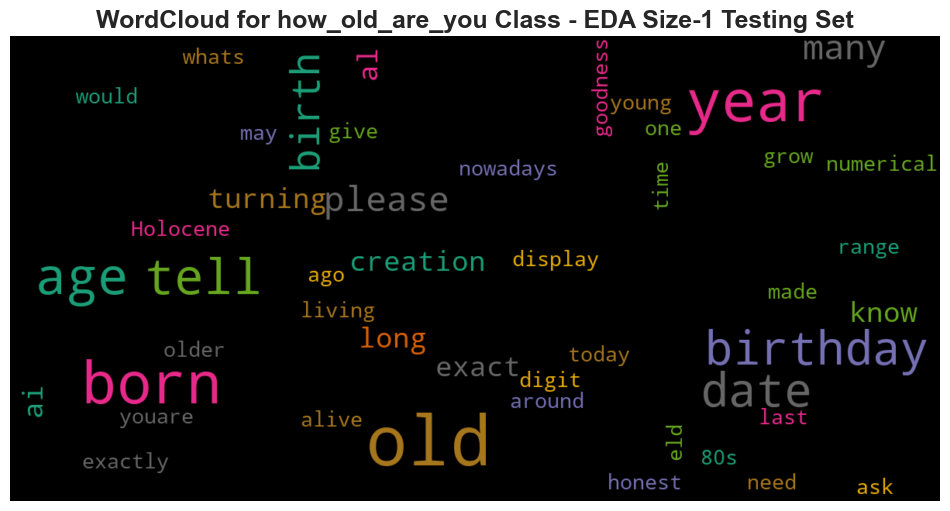 WordCloud for how_old_are_you Class - EDA Size-1 Testing Set
many
whats
al
goodness
birth
year
would
young
may
give
one
nowadays
grow
numerical
time
turning
please
Holocene
range
age
tell
ago
creation
display
made
living
know
long
older
exact
today
birthday
born
digit
date
ai
around
youare
alive
last
old
eld
exactly
80s
honest
need
ask